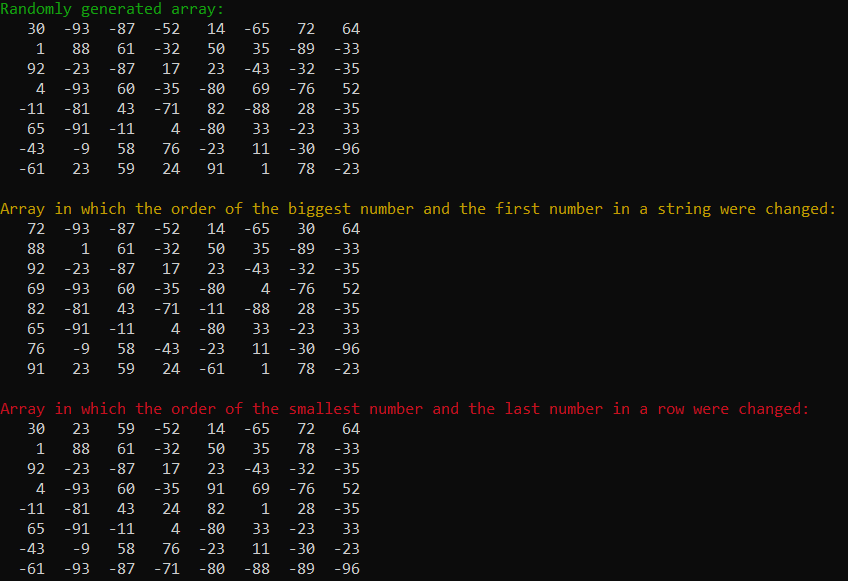 Randomly generated array:
30 -93 -87 -52 14 -65 72 64
1 88 61 -32 50 35 -89 -33
92 -23 -87 17 23 -43 -32 -35
4 -93 60 -35 -80 69 -76 52
-11 -81 43 -71 82 -88 28 -35
65 -91 -11 4 -80 33 -23 33
-43 -9 58 76 -23 11 -30 -96
-61 23 59 24 91 1 78 -23
Array in which the order of the biggest number and the first number in a string were changed:
72 -93 -87 -52 14 -65 30 64
88 1 61 -32 50 35 -89 -33
92 -23 -87 17 23 -43 -32 -35
69 -93 60 -35 -80 4 -76 52
82 -81 43 -71 -11 -88 28 -35
65 -91 -11 4 -80 33 -23 33
76 -9 58 -43 -23 11 -30 -96
91 23 59 24 -61 1 78 -23
Array in which the order of the smallest number and the last number in a row were changed:
30 23 59 -52 14 -65 72 64
1 88 61 -32 50 35 78 -33
92 -23 -87 17 23 -43 -32 -35
4 -93 60 -35 91 69 -76 52
-11 -81 43 24 82 1 28 -35
65 -91 -11 4 -80 33 -23 33
-43 -9 58 76 -23 11 -30 -23
-61 -93 -87 -71 -80 -88 -89 -96